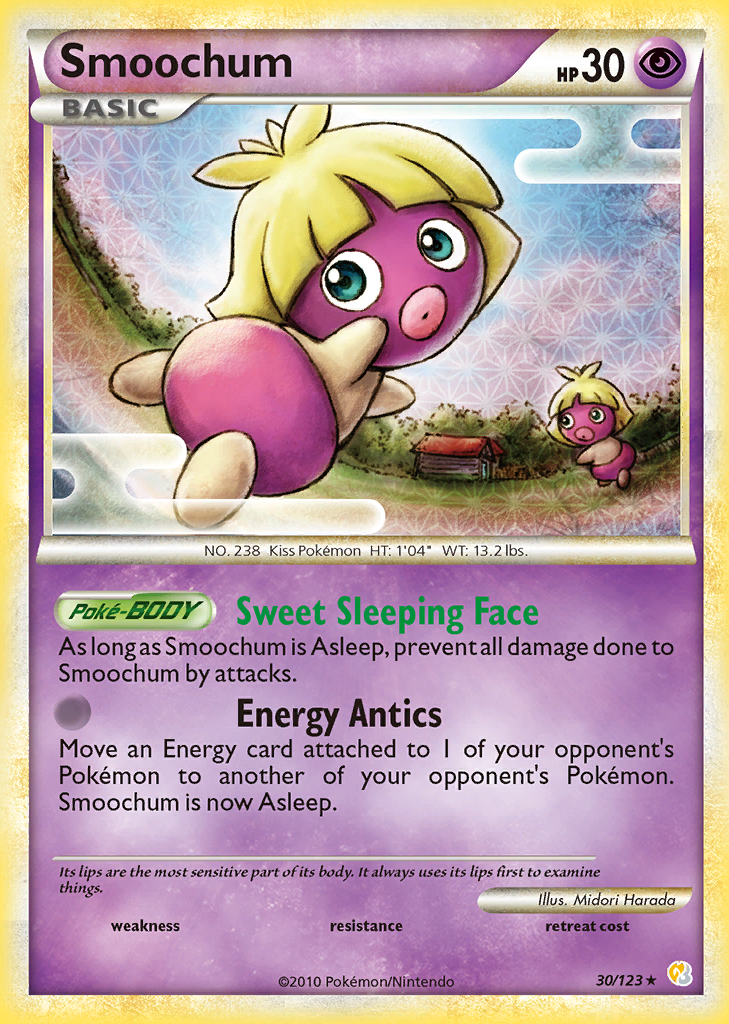 Smoochum
HP 30
BASIC
NO. 238 Kiss Pokémon HT: 1'04" WT: 13.2 lbs.
Poké-BODY Sweet Sleeping Face
As long as Smoochum is Asleep, prevent all damage done to
Smoochum by attacks.
Energy Antics
Move an Energy card attached to 1 of your opponent's
Pokémon to another of your opponent's Pokémon.
Smoochum is now Asleep.
Its lips are the most sensitive part of its body. It always uses its lips first to examine
things.
Illus. Midori Harada
weakness resistance retreat cost
©2010 Pokémon/Nintendo 30/123 ★